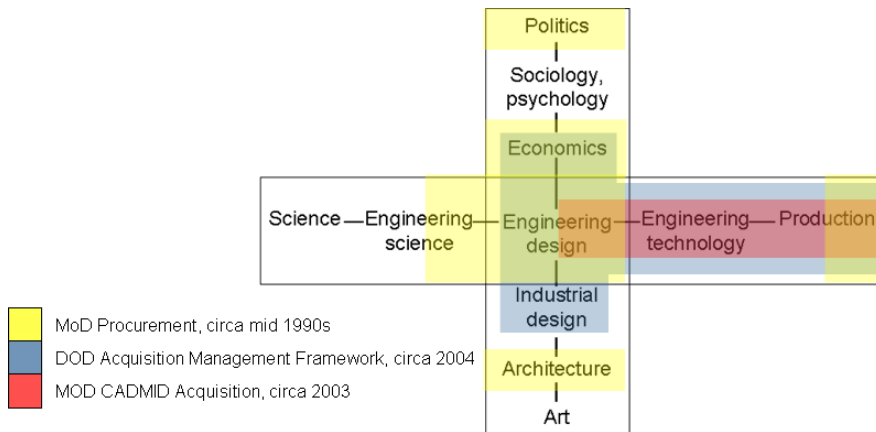 Politics
Sociology,
psychology
Economics
Science
Engineering
science
Engineering
design
Engineering
technology
Production
Industrial
design
Architecture
Art
MoD Procurement, circa mid 1990s
DOD Acquisition Management Framework, circa 2004
MOD CADMID Acquisition, circa 2003